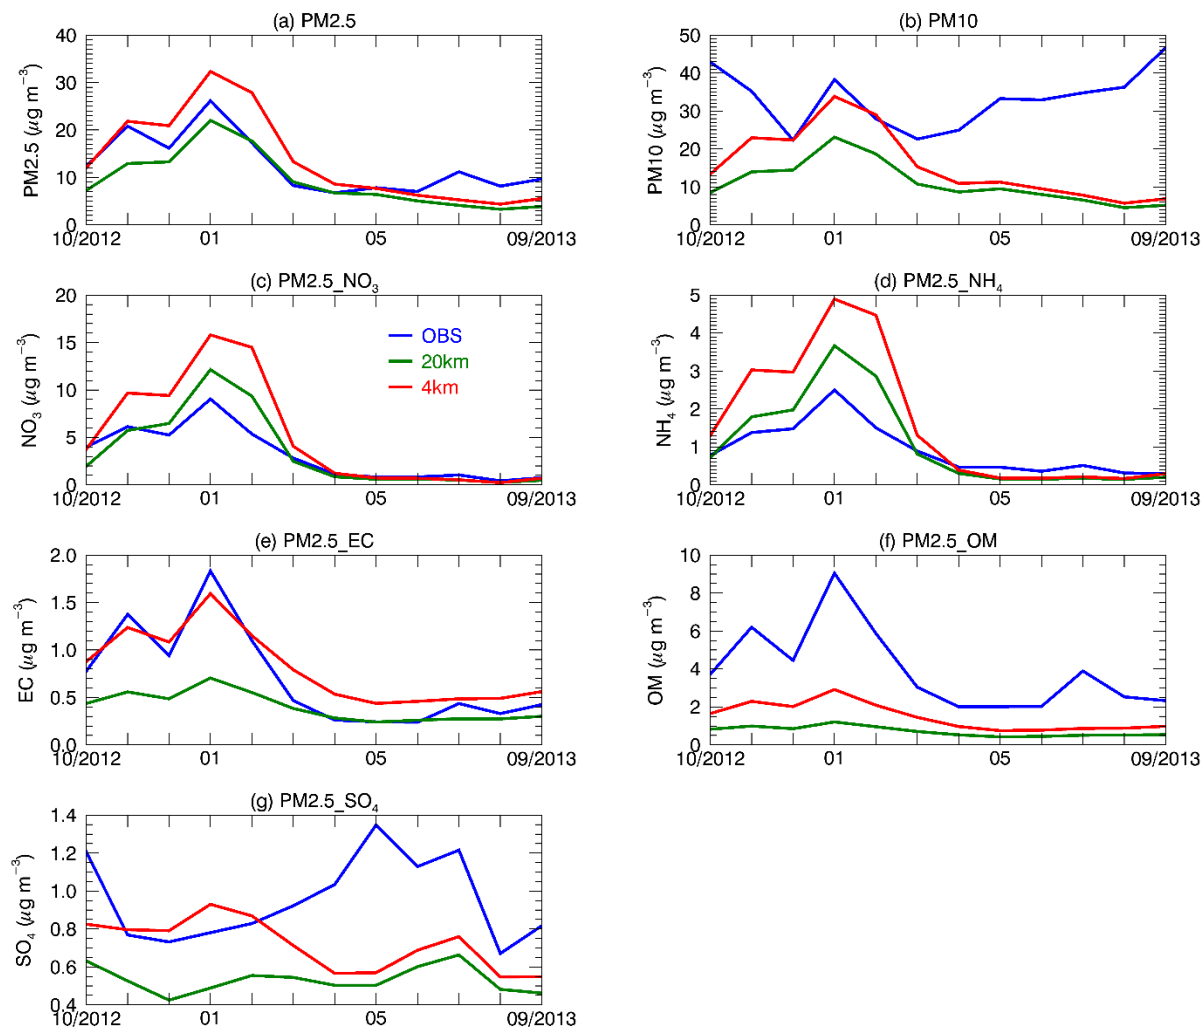 (a) PM2.5
PM2.5 (μg m⁻³)
40
30
20
10
0
10/2012 01 05 09/2013
(b) PM10
PM10 (μg m⁻³)
50
40
30
20
10
0
10/2012 01 05 09/2013
(c) PM2.5_NO₃
NO₃ (μg m⁻³)
20
15
10
5
0
OBS
20km
4km
10/2012 01 05 09/2013
(d) PM2.5_NH₄
NH₄ (μg m⁻³)
5
4
3
2
1
0
10/2012 01 05 09/2013
(e) PM2.5_EC
EC (μg m⁻³)
2.0
1.5
1.0
0.5
0.0
10/2012 01 05 09/2013
(f) PM2.5_OM
OM (μg m⁻³)
10
8
6
4
2
0
10/2012 01 05 09/2013
(g) PM2.5_SO₄
SO₄ (μg m⁻³)
1.4
1.2
1.0
0.8
0.6
0.4
10/2012 01 05 09/2013